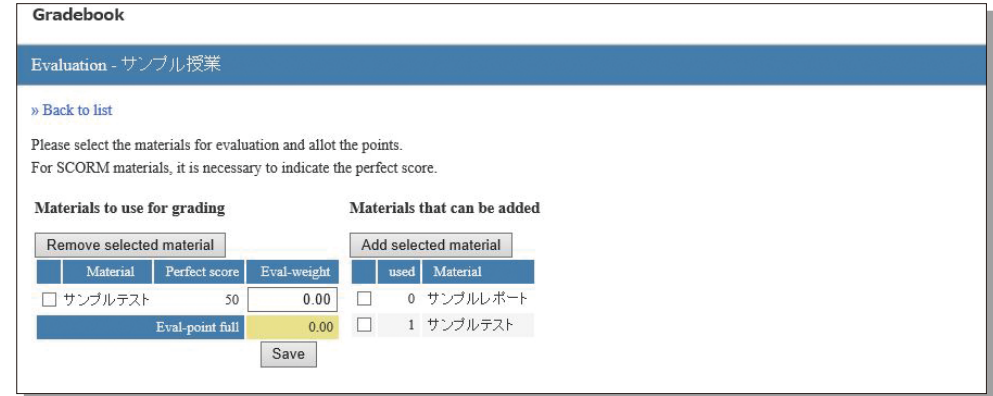 Gradebook
Evaluation - サンプル授業
» Back to list
Please select the materials for evaluation and allot the points.
For SCORM materials, it is necessary to indicate the perfect score.
Materials to use for grading
Remove selected material
Material Perfect score Eval-weight
サンプルテスト 50 0.00
Eval-point full 0.00
Save
Materials that can be added
Add selected material
used Material
0 サンプルレポート
1 サンプルテスト